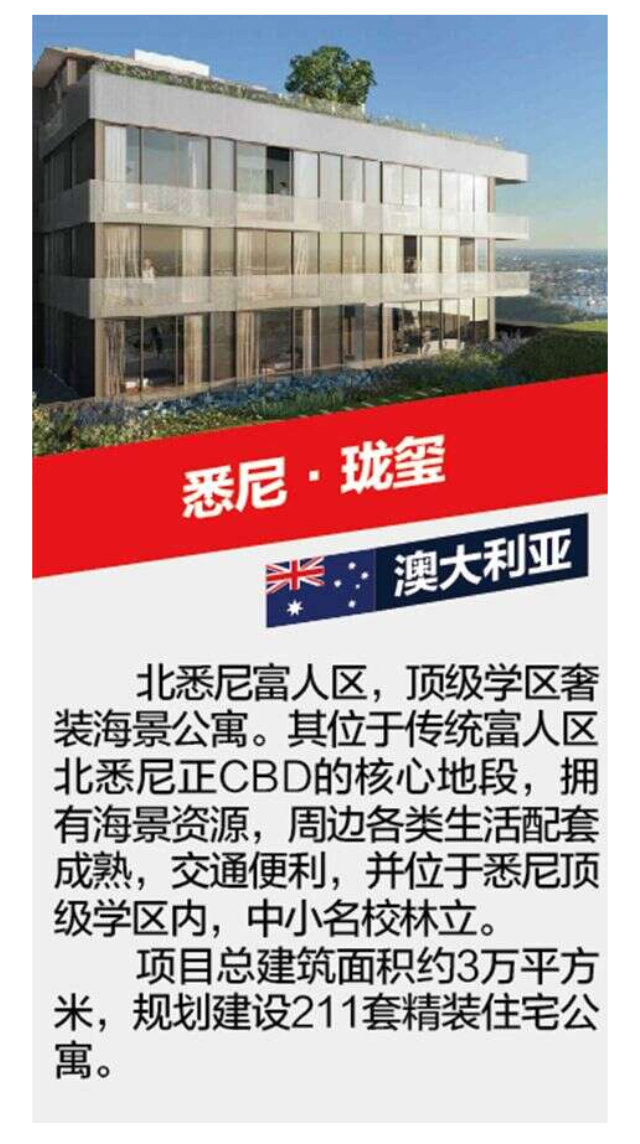 悉尼·珑玺
澳大利亚
北悉尼富人区，顶级学区奢
装海景公寓。其位于传统富人区
北悉尼正CBD的核心地段，拥
有海景资源，周边各类生活配套
成熟，交通便利，并位于悉尼顶
级学区内，中小名校林立。
项目总建筑面积约3万平方
米，规划建设211套精装住宅公
寓。